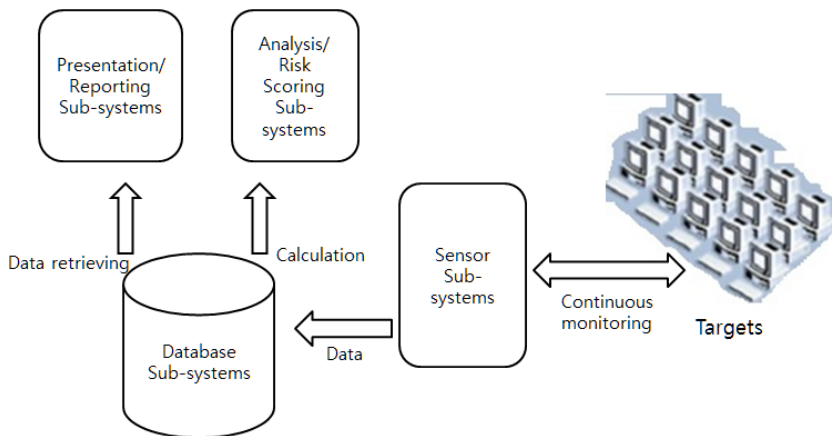 Presentation/
Reporting
Sub-systems
Analysis/
Risk
Scoring
Sub-
systems
Data retrieving
Calculation
Sensor
Sub-
systems
Continuous
monitoring
Targets
Data
Database
Sub-systems